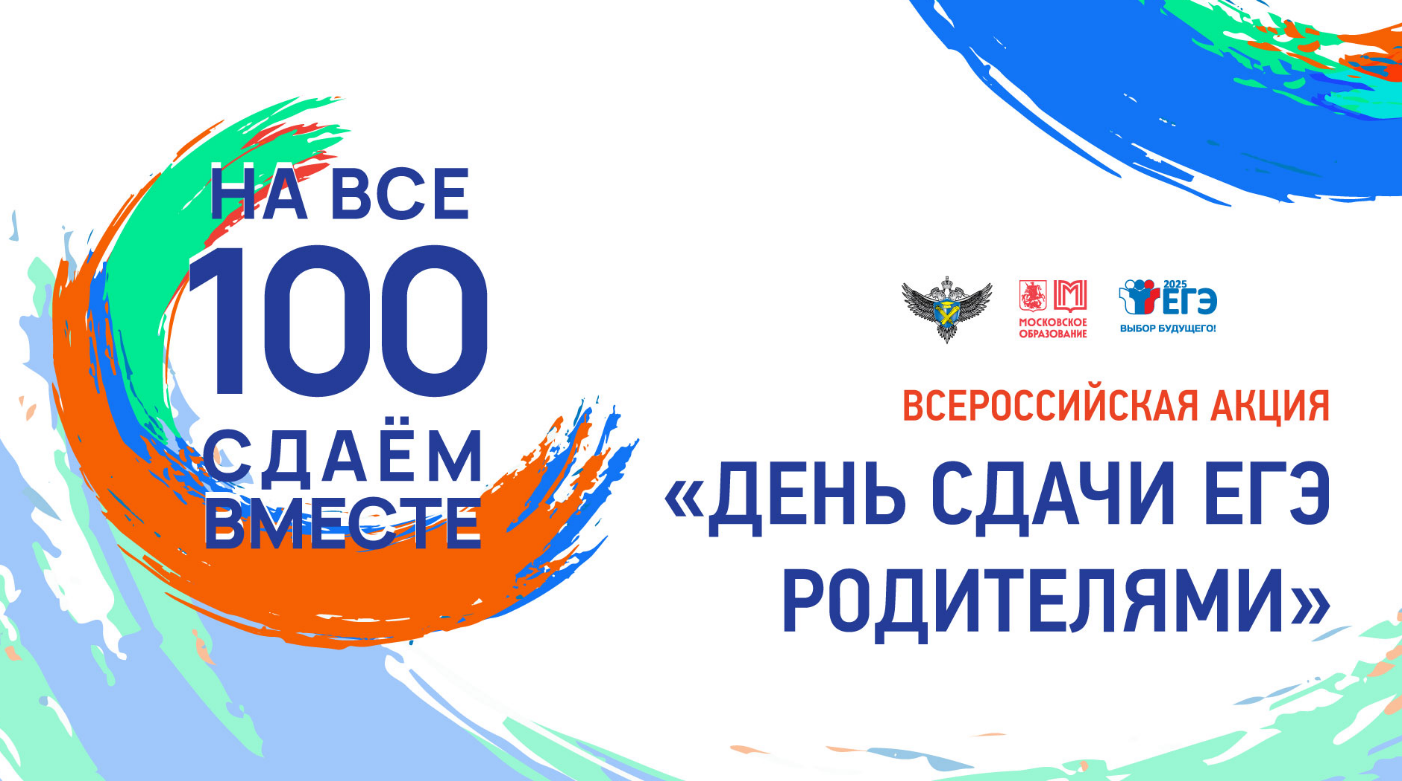 НА ВСЕ
100
СДАЁМ
ВМЕСТЕ
МОСКОВСКОЕ
ОБРАЗОВАНИЕ
2025
ЕГЭ
ВЫБОР БУДУЩЕГО!
ВСЕРОССИЙСКАЯ АКЦИЯ
«ДЕНЬ СДАЧИ ЕГЭ
РОДИТЕЛЯМИ»